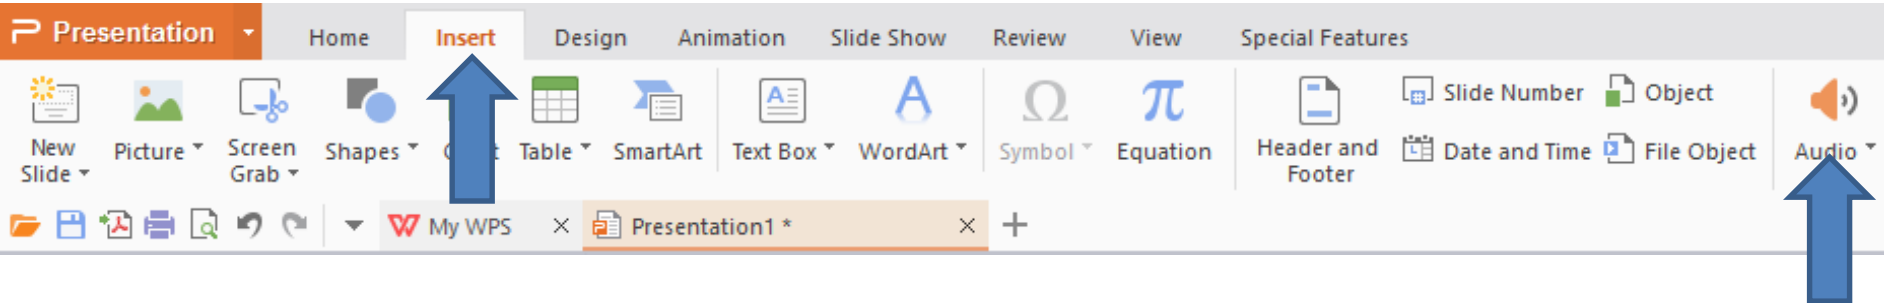 Presentation
Home Insert Design Animation Slide Show Review View Special Features
New Slide Picture Screen Grab Shapes Table SmartArt Text Box WordArt Symbol Equation Header and Footer Slide Number Object Audio
Date and Time File Object
My WPS Presentation1 *